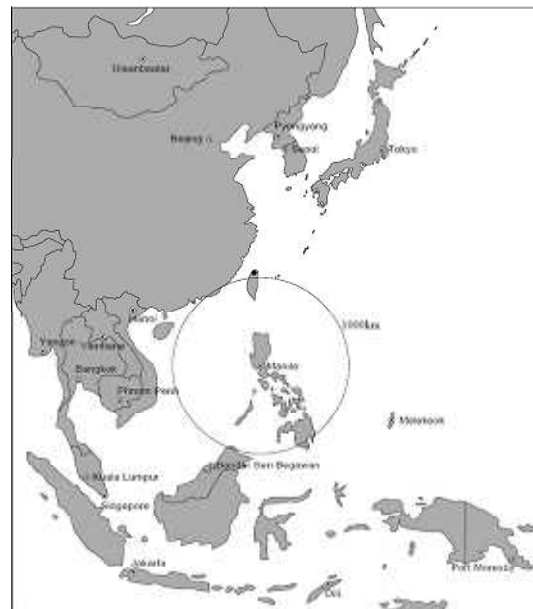 Ulaanbaatar
Pyongyang
Beijing
Seoul
Tokyo
Hanoi
1000km
Yangon
Vientiane
Manila
Bangkok
Phnom Penh
Melekeok
Bandar Seri Begawan
Kuala Lumpur
Singapore
Jakarta
Port Moresby
Dili